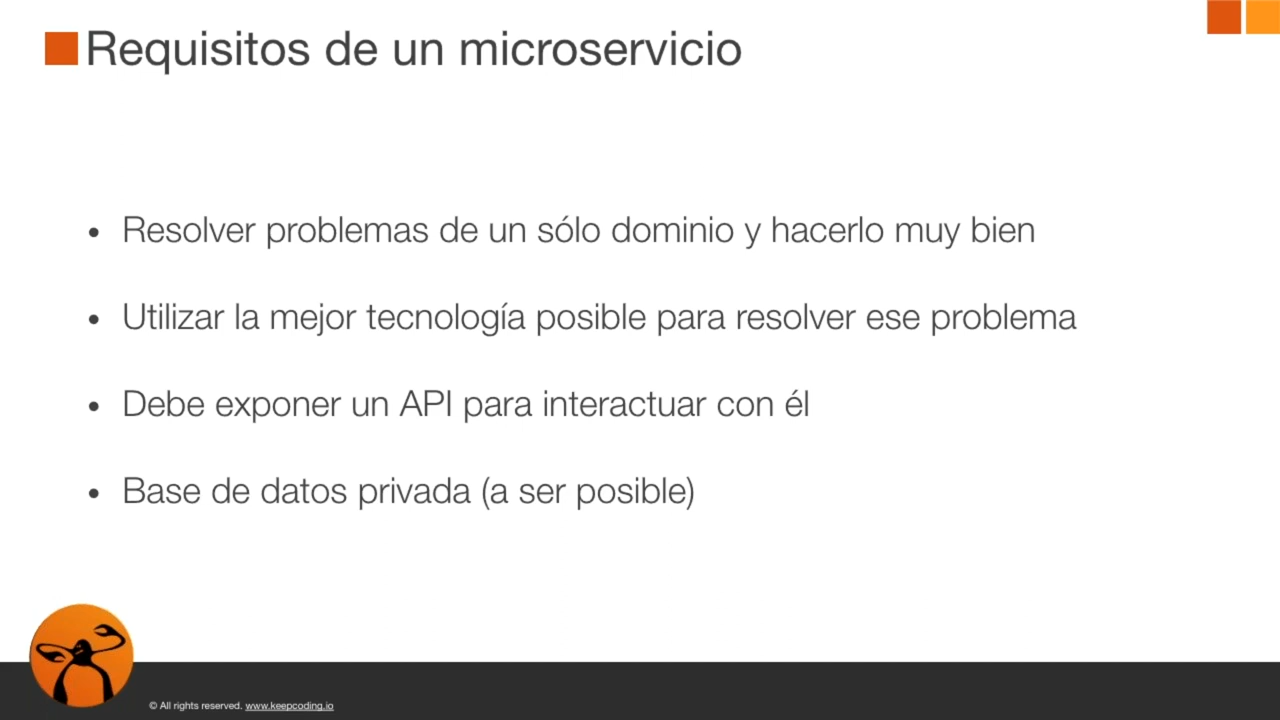 Requisitos de un microservicio
• Resolver problemas de un sólo dominio y hacerlo muy bien
• Utilizar la mejor tecnología posible para resolver ese problema
• Debe exponer un API para interactuar con él
• Base de datos privada (a ser posible)
© All rights reserved. www.keepcoding.io